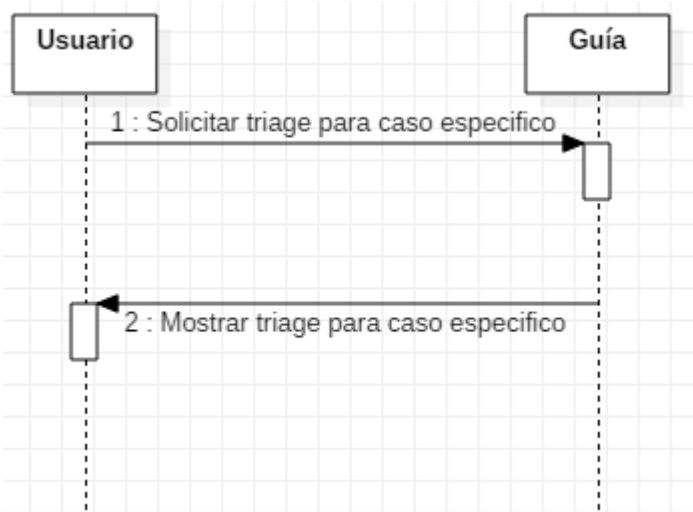 Usuario
Guía
1 : Solicitar triage para caso especifico
2 : Mostrar triage para caso especifico